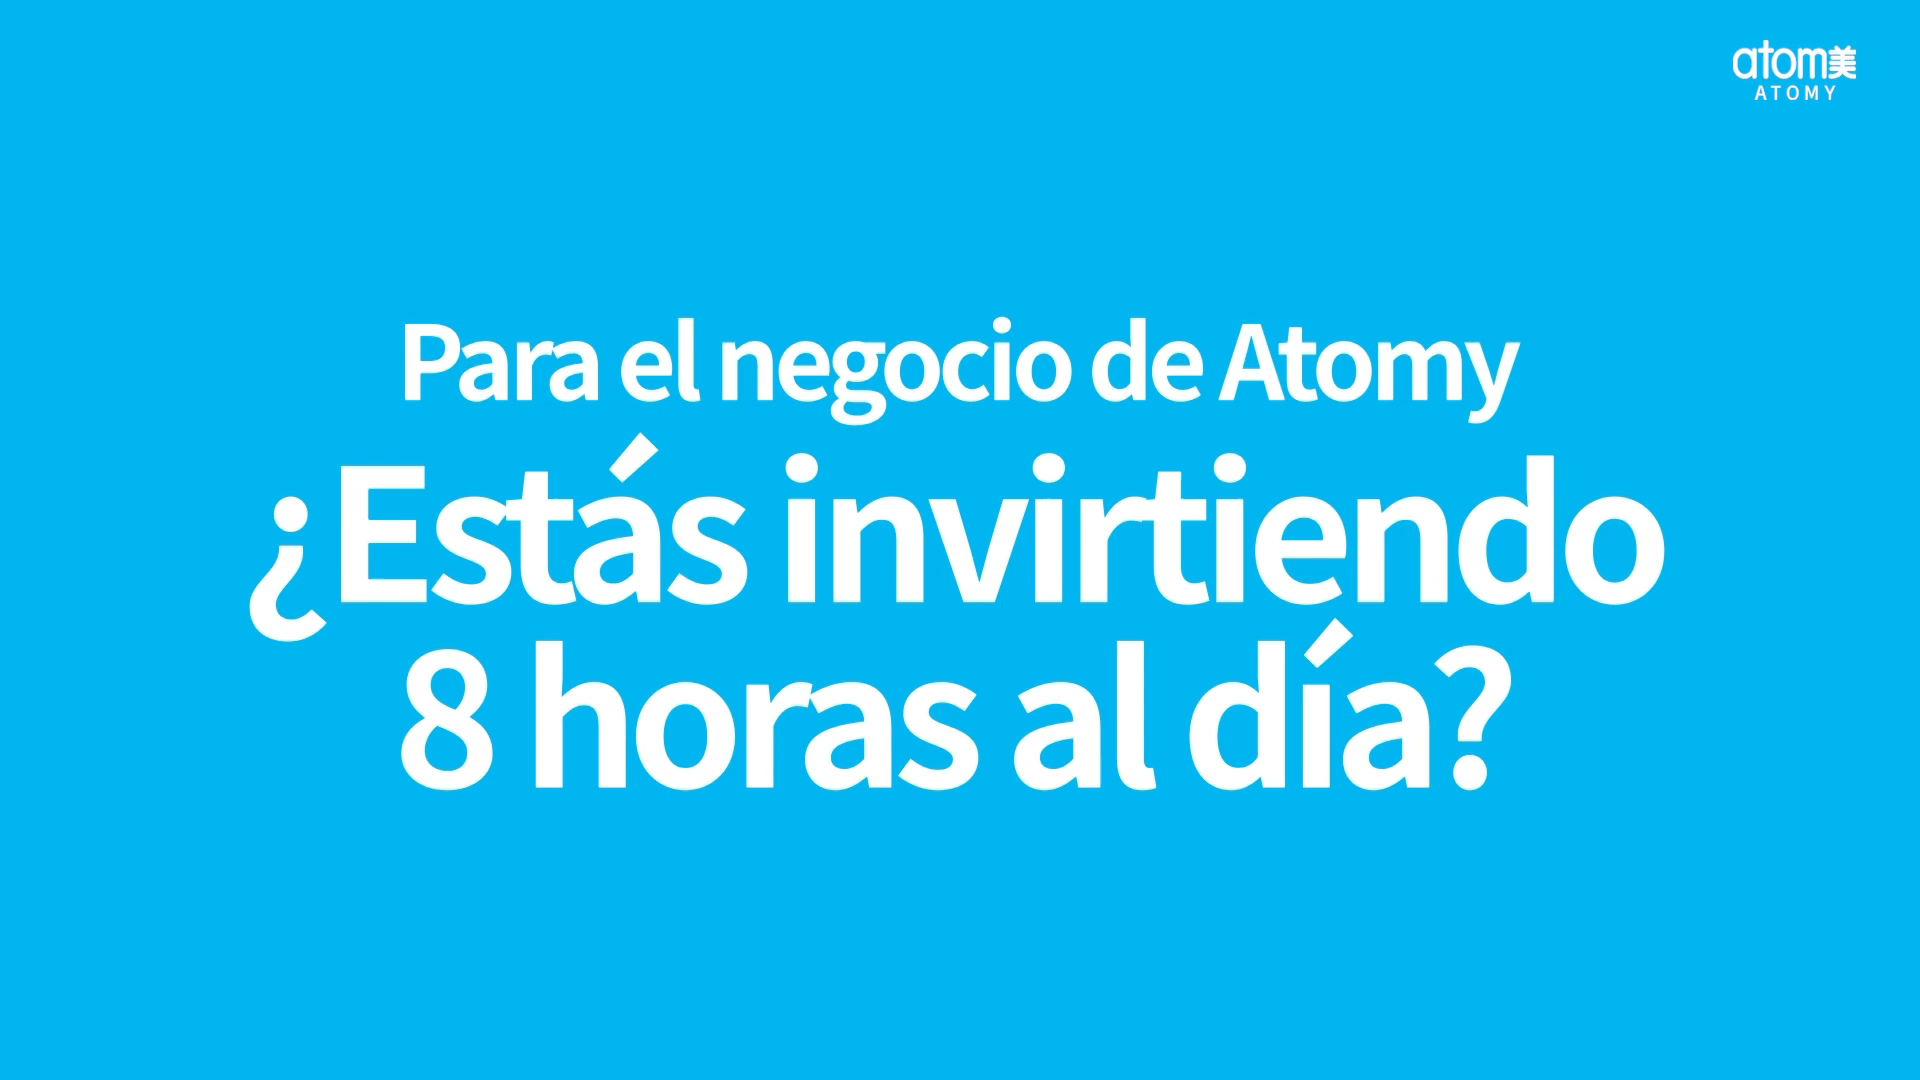 atom美
ATOMY
Para el negocio de Atomy
¿Estás invirtiendo
8 horas al día?